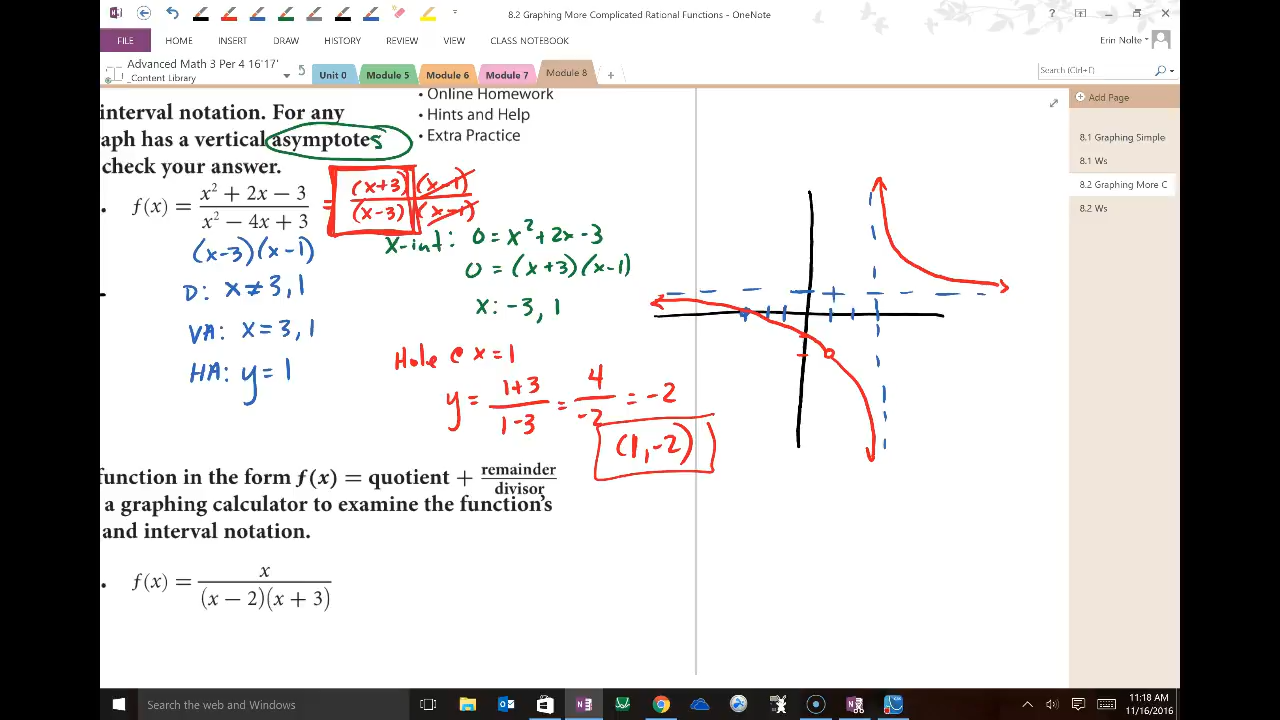 8.2 Graphing More Complicated Rational Functions - OneNote
FILE HOME INSERT DRAW HISTORY REVIEW VIEW CLASS NOTEBOOK
Erin Nolte
Advanced Math 3 Per 4 16'17'
_Content Library
Unit 0 Module 5 Module 6 Module 7 Module 8
Search (Ctrl+E)
Add Page
8.1 Graphing Simple
8.1 Ws
8.2 Graphing More C
8.2 Ws
interval notation. For any
aph has a vertical asymptotes
check your answer.
• Online Homework
• Hints and Help
• Extra Practice
f(x) = x² + 2x − 3 / x² − 4x + 3 = (x+3)(x-1) / (x-3)(x-1)
(x-3)(x-1)
D: x ≠ 3, 1
VA: x = 3, 1
HA: y = 1
X-int: 0 = x² + 2x - 3
0 = (x+3)(x-1)
x: -3, 1
Hole @ x = 1
y = 1+3 / 1-3 = 4 / -2 = -2
(1, -2)
function in the form f(x) = quotient + remainder / divisor
a graphing calculator to examine the function's
and interval notation.
f(x) = x / (x − 2)(x + 3)
Search the web and Windows
11:18 AM
11/16/2016